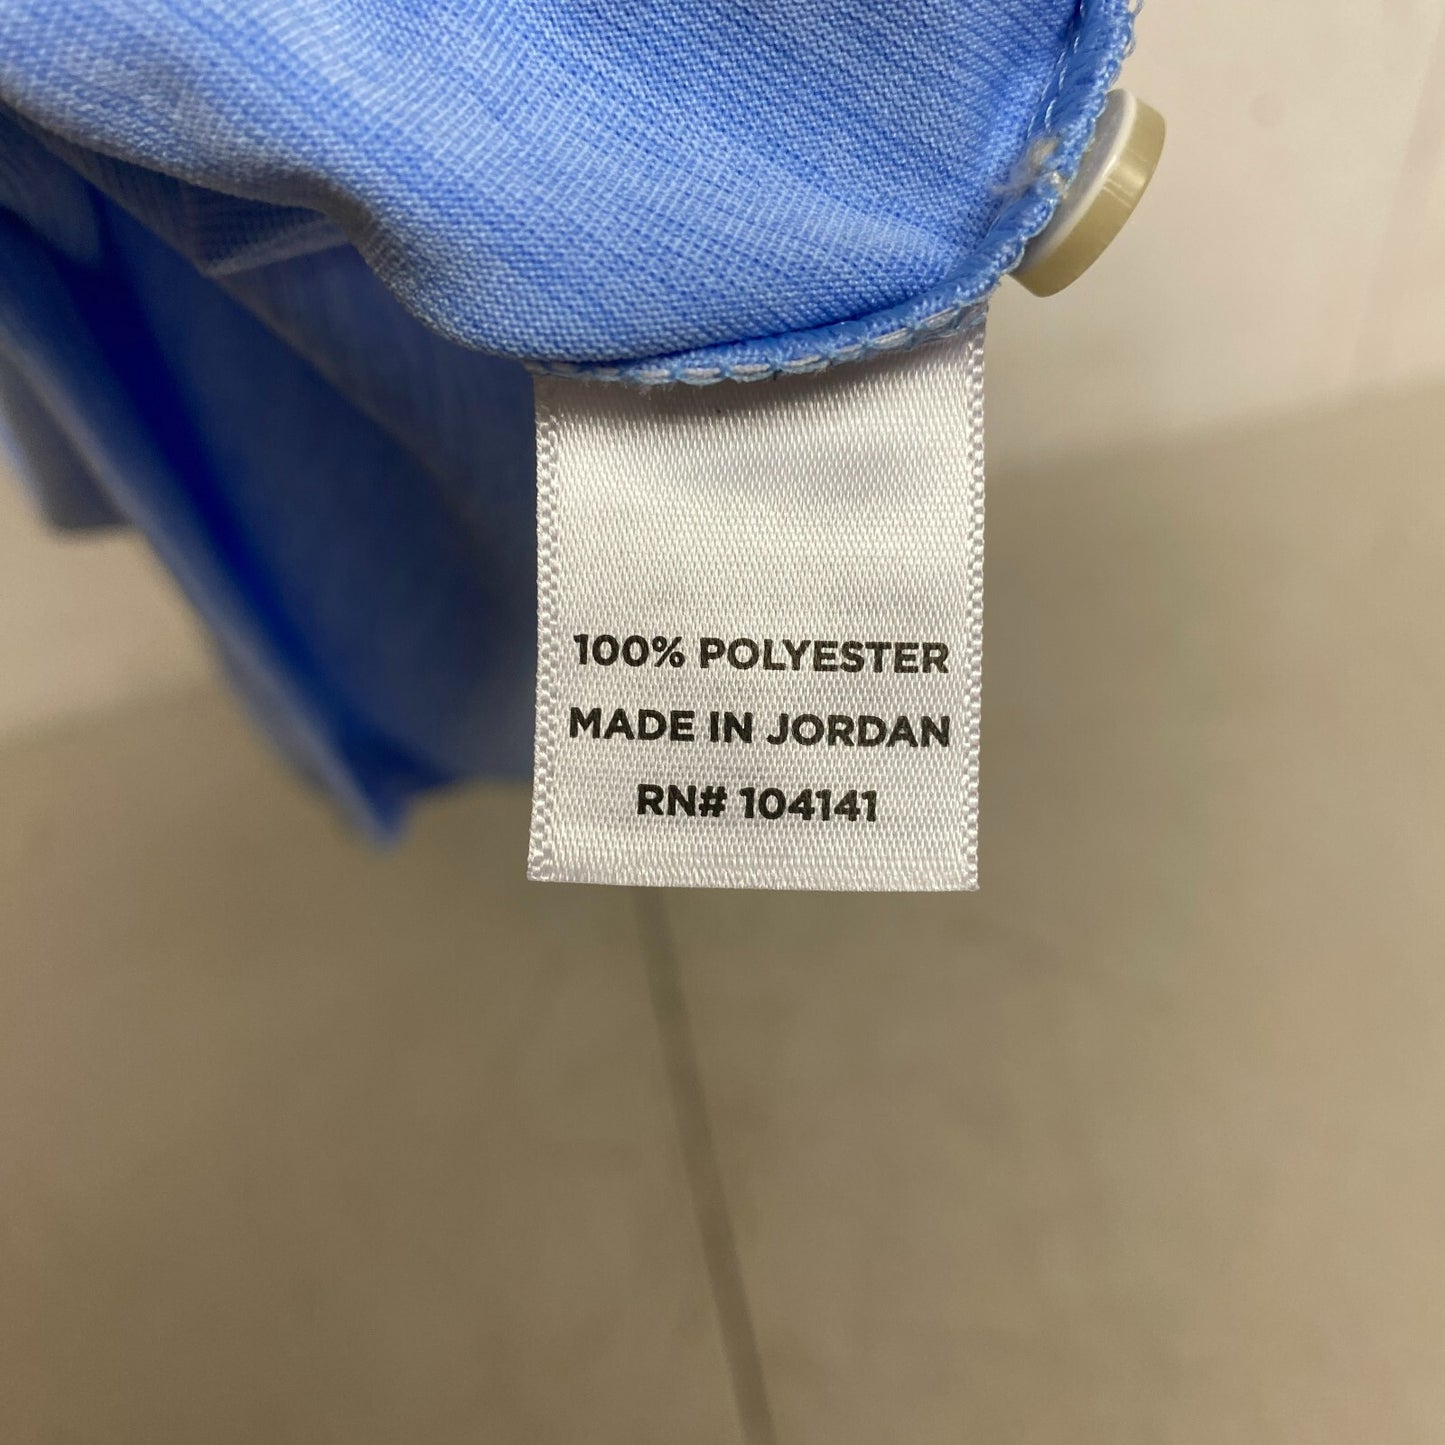 100% POLYESTER
MADE IN JORDAN
RN# 104141